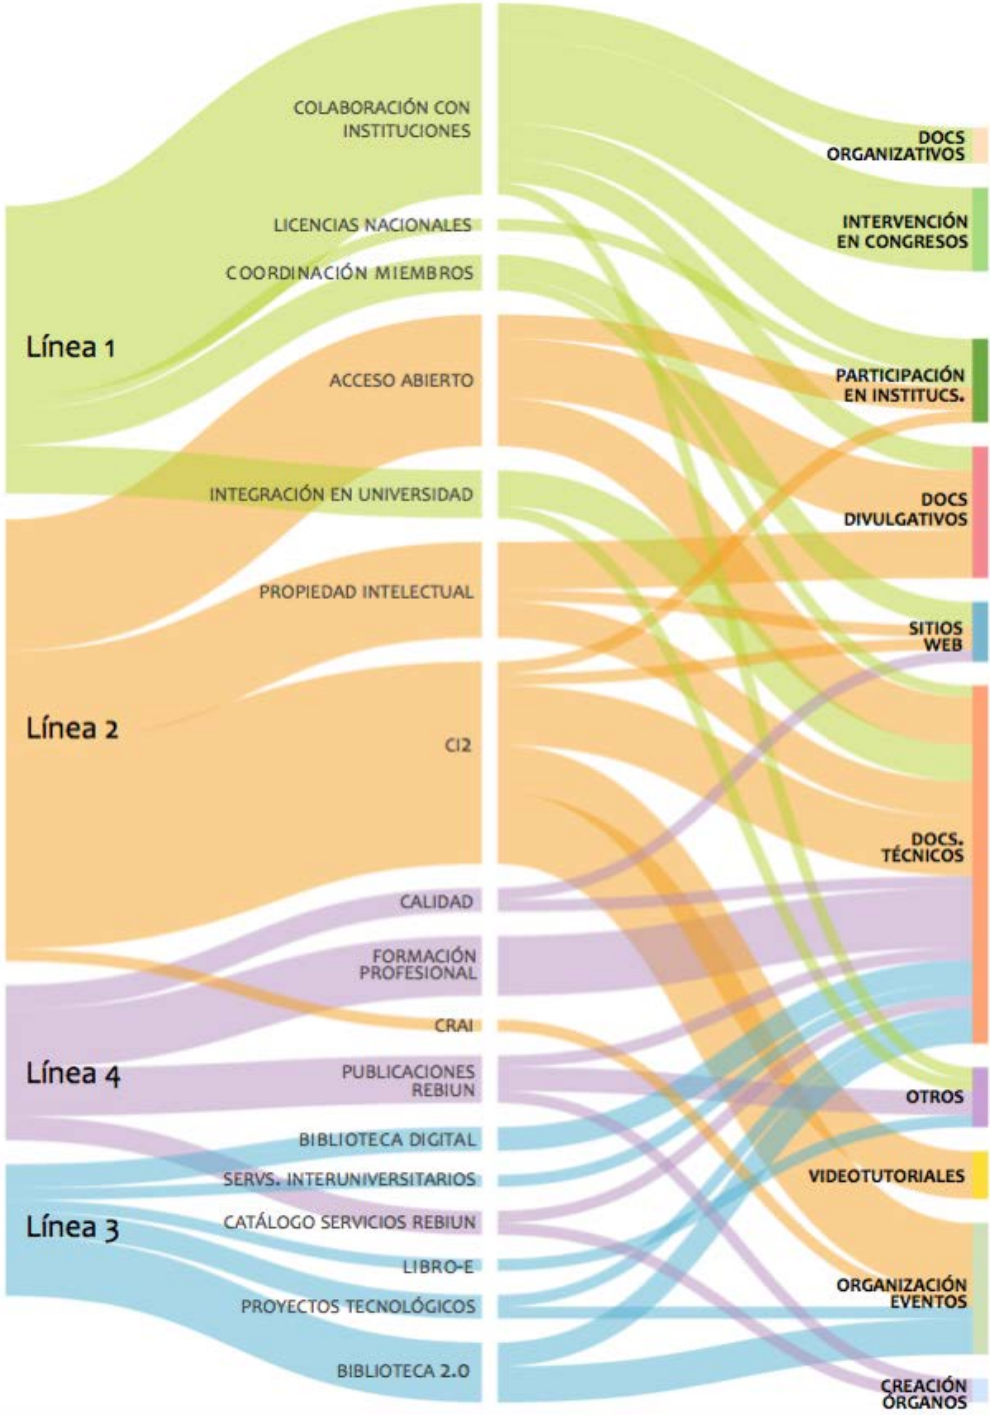 Línea 1
Línea 2
Línea 4
Línea 3
COLABORACIÓN CON
INSTITUCIONES
LICENCIAS NACIONALES
COORDINACIÓN MIEMBROS
ACCESO ABIERTO
INTEGRACIÓN EN UNIVERSIDAD
PROPIEDAD INTELECTUAL
CI2
CALIDAD
FORMACIÓN
PROFESIONAL
CRAI
PUBLICACIONES
REBIUN
BIBLIOTECA DIGITAL
SERVS. INTERUNIVERSITARIOS
CATÁLOGO SERVICIOS REBIUN
LIBRO-E
PROYECTOS TECNOLÓGICOS
BIBLIOTECA 2.0
DOCS
ORGANIZATIVOS
INTERVENCIÓN
EN CONGRESOS
PARTICIPACIÓN
EN INSTITUCS.
DOCS
DIVULGATIVOS
SITIOS
WEB
DOCS.
TÉCNICOS
OTROS
VIDEOTUTORIALES
ORGANIZACIÓN
EVENTOS
CREACIÓN
ÓRGANOS